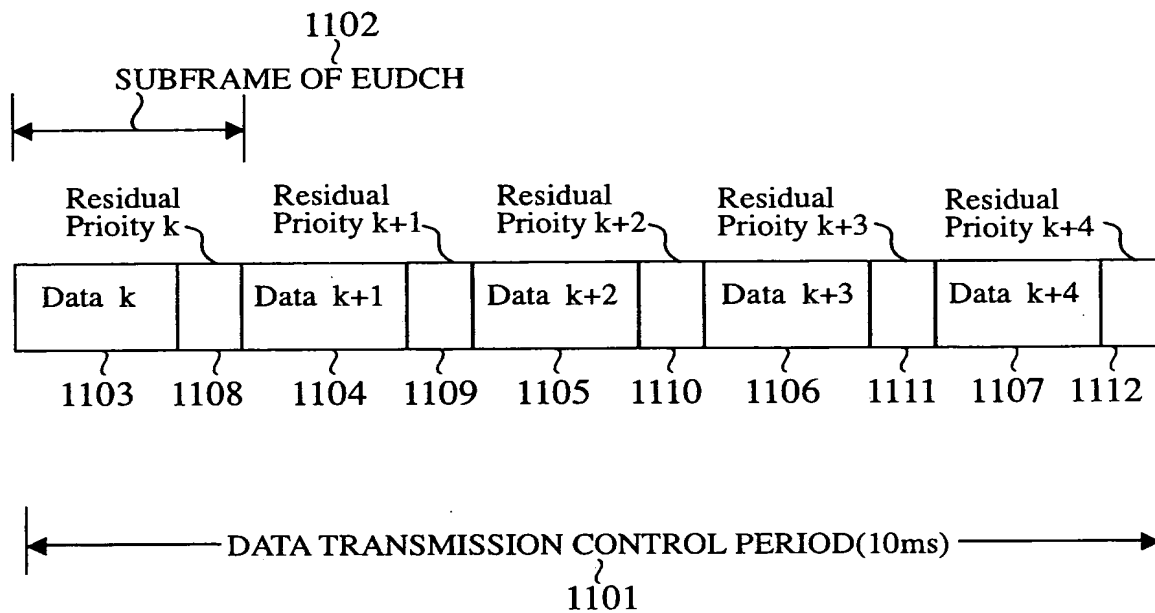 1102
SUBFRAME OF EUDCH
Residual Prioity k
Residual Prioity k+1
Residual Prioity k+2
Residual Prioity k+3
Residual Prioity k+4
Data k
Data k+1
Data k+2
Data k+3
Data k+4
1103 1108 1104 1109 1105 1110 1106 1111 1107 1112
DATA TRANSMISSION CONTROL PERIOD(10ms)
1101